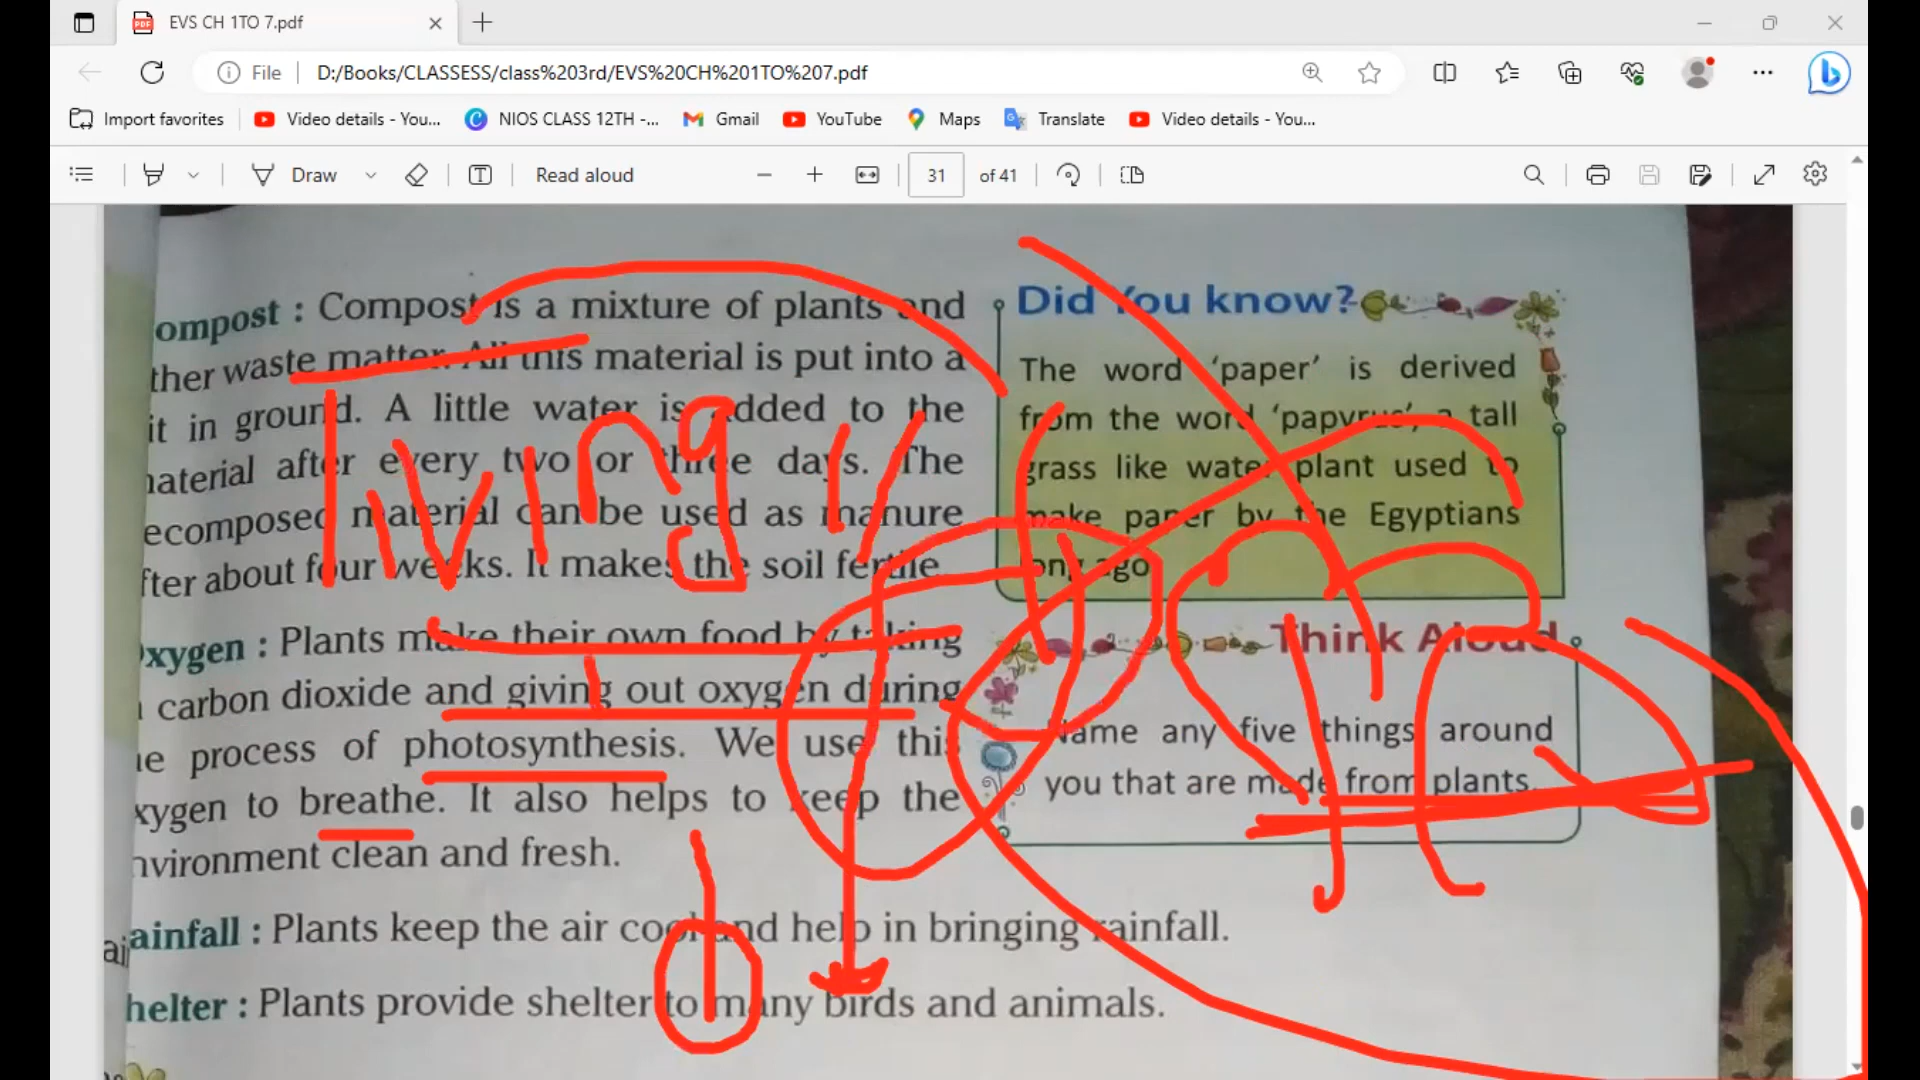 EVS CH 1TO 7.pdf
File D:/Books/CLASSESS/class%203rd/EVS%20CH%201TO%207.pdf
Import favorites Video details - You... NIOS CLASS 12TH -... Gmail YouTube Maps Translate Video details - You...
Draw Read aloud 31 of 41
ompost : Compost is a mixture of plants and
ther waste matter. All this material is put into a
it in ground. A little water is added to the
naterial after every two or three days. The
ecomposed material can be used as manure
fter about four weeks. It makes the soil fertile.
xygen : Plants make their own food by taking
carbon dioxide and giving out oxygen during
e process of photosynthesis. We use this
xygen to breathe. It also helps to keep the
nvironment clean and fresh.
ainfall : Plants keep the air cool and help in bringing rainfall.
helter : Plants provide shelter to many birds and animals.
Did You know?
The word ‘paper’ is derived
from the word ‘papyrus’, a tall
grass like water plant used to
make paper by the Egyptians
long ago
Think Aloud
Name any five things around
you that are made from plants.
living